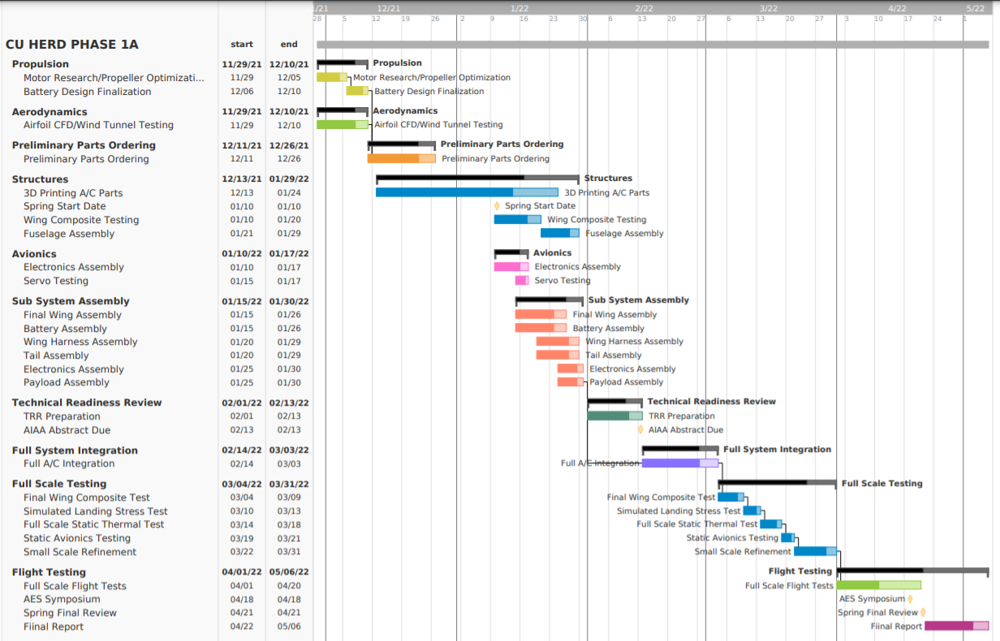 /21 12/21 1/22 2/22 3/22 4/22 5/22
28 5 12 19 26 2 9 16 23 30 6 13 20 27 6 13 20 27 3 10 17 24 1
CU HERD PHASE 1A start end
Propulsion 11/29/21 12/10/21 Propulsion
Motor Research/Propeller Optimizati... 11/29 12/05 Motor Research/Propeller Optimization
Battery Design Finalization 12/06 12/10 Battery Design Finalization
Aerodynamics 11/29/21 12/10/21 Aerodynamics
Airfoil CFD/Wind Tunnel Testing 11/29 12/10 Airfoil CFD/Wind Tunnel Testing
Preliminary Parts Ordering 12/11/21 12/26/21 Preliminary Parts Ordering
Preliminary Parts Ordering 12/11 12/26 Preliminary Parts Ordering
Structures 12/13/21 01/29/22 Structures
3D Printing A/C Parts 12/13 01/24 3D Printing A/C Parts
Spring Start Date 01/10 01/10 Spring Start Date
Wing Composite Testing 01/10 01/20 Wing Composite Testing
Fuselage Assembly 01/21 01/29 Fuselage Assembly
Avionics 01/10/22 01/17/22 Avionics
Electronics Assembly 01/10 01/17 Electronics Assembly
Servo Testing 01/15 01/17 Servo Testing
Sub System Assembly 01/15/22 01/30/22 Sub System Assembly
Final Wing Assembly 01/15 01/26 Final Wing Assembly
Battery Assembly 01/15 01/26 Battery Assembly
Wing Harness Assembly 01/20 01/29 Wing Harness Assembly
Tail Assembly 01/20 01/29 Tail Assembly
Electronics Assembly 01/25 01/30 Electronics Assembly
Payload Assembly 01/25 01/30 Payload Assembly
Technical Readiness Review 02/01/22 02/13/22 Technical Readiness Review
TRR Preparation 02/01 02/13 TRR Preparation
AIAA Abstract Due 02/13 02/13 AIAA Abstract Due
Full System Integration 02/14/22 03/03/22 Full System Integration
Full A/C Integration 02/14 03/03 Full A/C Integration
Full Scale Testing 03/04/22 03/31/22 Full Scale Testing
Final Wing Composite Test 03/04 03/09 Final Wing Composite Test
Simulated Landing Stress Test 03/10 03/13 Simulated Landing Stress Test
Full Scale Static Thermal Test 03/14 03/18 Full Scale Static Thermal Test
Static Avionics Testing 03/19 03/21 Static Avionics Testing
Small Scale Refinement 03/22 03/31 Small Scale Refinement
Flight Testing 04/01/22 05/06/22 Flight Testing
Full Scale Flight Tests 04/01 04/20 Full Scale Flight Tests
AES Symposium 04/18 04/18 AES Symposium
Spring Final Review 04/21 04/21 Spring Final Review
Fiinal Report 04/22 05/06 Fiinal Report